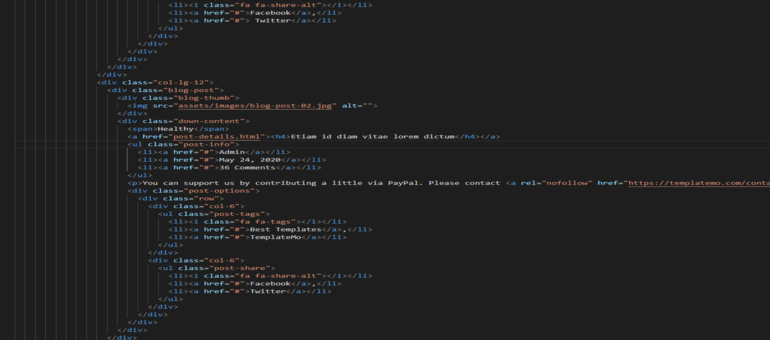 <li><i class="fa fa-share-alt"></i></li>
<li><a href="#">Facebook</a>,</li>
<li><a href="#"> Twitter</a></li>
</ul>
</div>
</div>
</div>
</div>
</div>
<div class="col-lg-12">
<div class="blog-post">
<div class="blog-thumb">
<img src="assets/images/blog-post-02.jpg" alt="">
</div>
<div class="down-content">
<span>Healthy</span>
<a href="post-details.html"><h4>Etiam id diam vitae lorem dictum</h4></a>
<ul class="post-info">
<li><a href="#">Admin</a></li>
<li><a href="#">May 24, 2020</a></li>
<li><a href="#">36 Comments</a></li>
</ul>
<p>You can support us by contributing a little via PayPal. Please contact <a rel="nofollow" href="https://templatemo.com/conta
<div class="post-options">
<div class="row">
<div class="col-6">
<ul class="post-tags">
<li><i class="fa fa-tags"></i></li>
<li><a href="#">Best Templates</a>,</li>
<li><a href="#">TemplateMo</a></li>
</ul>
</div>
<div class="col-6">
<ul class="post-share">
<li><i class="fa fa-share-alt"></i></li>
<li><a href="#">Facebook</a>,</li>
<li><a href="#">Twitter</a></li>
</ul>
</div>
</div>
</div>
</div>
</div>